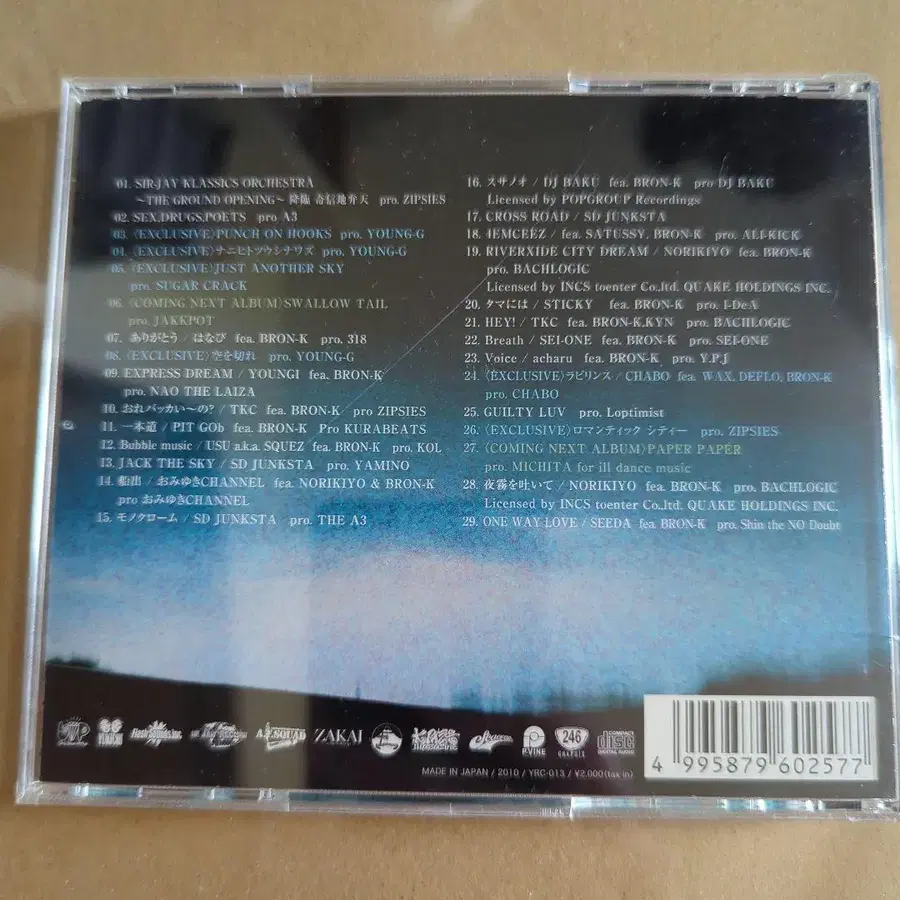 01. SIR-JAY KLASSICS ORCHESTRA
～THE GROUND OPENING～ 降臨 奇信地弁天 pro. ZIPSIES
02. SEX,DRUGS,POETS pro A3
03. 〈EXCLUSIVE〉PUNCH ON HOOKS pro. YOUNG-G
04. 〈EXCLUSIVE〉ナニヒトツウシナワズ pro. YOUNG-G
05. 〈EXCLUSIVE〉JUST ANOTHER SKY
pro. SUGAR CRACK
06. 〈COMING NEXT ALBUM〉SWALLOW TAIL
pro. JAKKPOT
07. ありがとう / はなび fea. BRON-K pro. 318
08. 〈EXCLUSIVE〉空を切れ pro. YOUNG-G
09. EXPRESS DREAM / YOUNGI fea. BRON-K
pro. NAO THE LAIZA
10. おれバッカい～の? / TKC fea. BRON-K pro ZIPSIES
11. 一本道 / PIT GOb fea. BRON-K Pro KURABEATS
12. Bubble music / USU a.k.a. SQUEZ fea. BRON-K pro. KOL
13. JACK THE SKY / SD JUNKSTA pro. YAMINO
14. 船出 / おみゆきCHANNEL fea. NORIKIYO & BRON-K
pro おみゆきCHANNEL
15. モノクローム / SD JUNKSTA pro. THE A3
16. スサノオ / DJ BAKU fea. BRON-K pro DJ BAKU
Licensed by POPGROUP Recordings
17. CROSS ROAD / SD JUNKSTA
18. 4EMCEEZ / fea. SATUSSY, BRON-K pro. ALI-KICK
19. RIVERXIDE CITY DREAM / NORIKIYO fea. BRON-K
pro. BACHLOGIC
Licensed by INCS toenter Co.,ltd. QUAKE HOLDINGS INC.
20. タマには / STICKY fea. BRON-K pro. I-DeA
21. HEY! / TKC fea. BRON-K,KYN pro. BACHLOGIC
22. Breath / SEI-ONE fea. BRON-K pro. SEI-ONE
23. Voice / acharu fea. BRON-K pro. Y.P.J
24. 〈EXCLUSIVE〉ラビリンス / CHABO fea. WAX, DEFLO, BRON-K
pro. CHABO
25. GUILTY LUV pro. Loptimist
26. 〈EXCLUSIVE〉ロマンティック シティー pro. ZIPSIES
27. 〈COMING NEXT ALBUM〉PAPER PAPER
pro. MICHITA for ill dance music
28. 夜霧を吐いて / NORIKIYO fea. BRON-K pro. BACHLOGIC
Licensed by INCS toenter Co.,ltd. QUAKE HOLDINGS INC.
29. ONE WAY LOVE / SEEDA fea. BRON-K pro. Shin the NO Doubt
Flash Sounds,inc.
A.F.SQUAD
ZAKAI
P-VINE
246
GRAPHIX
COMPACT
disc
DIGITAL AUDIO
MADE IN JAPAN / 2010 / YRC-013 / ¥2,000(tax in)
4 995879 602577